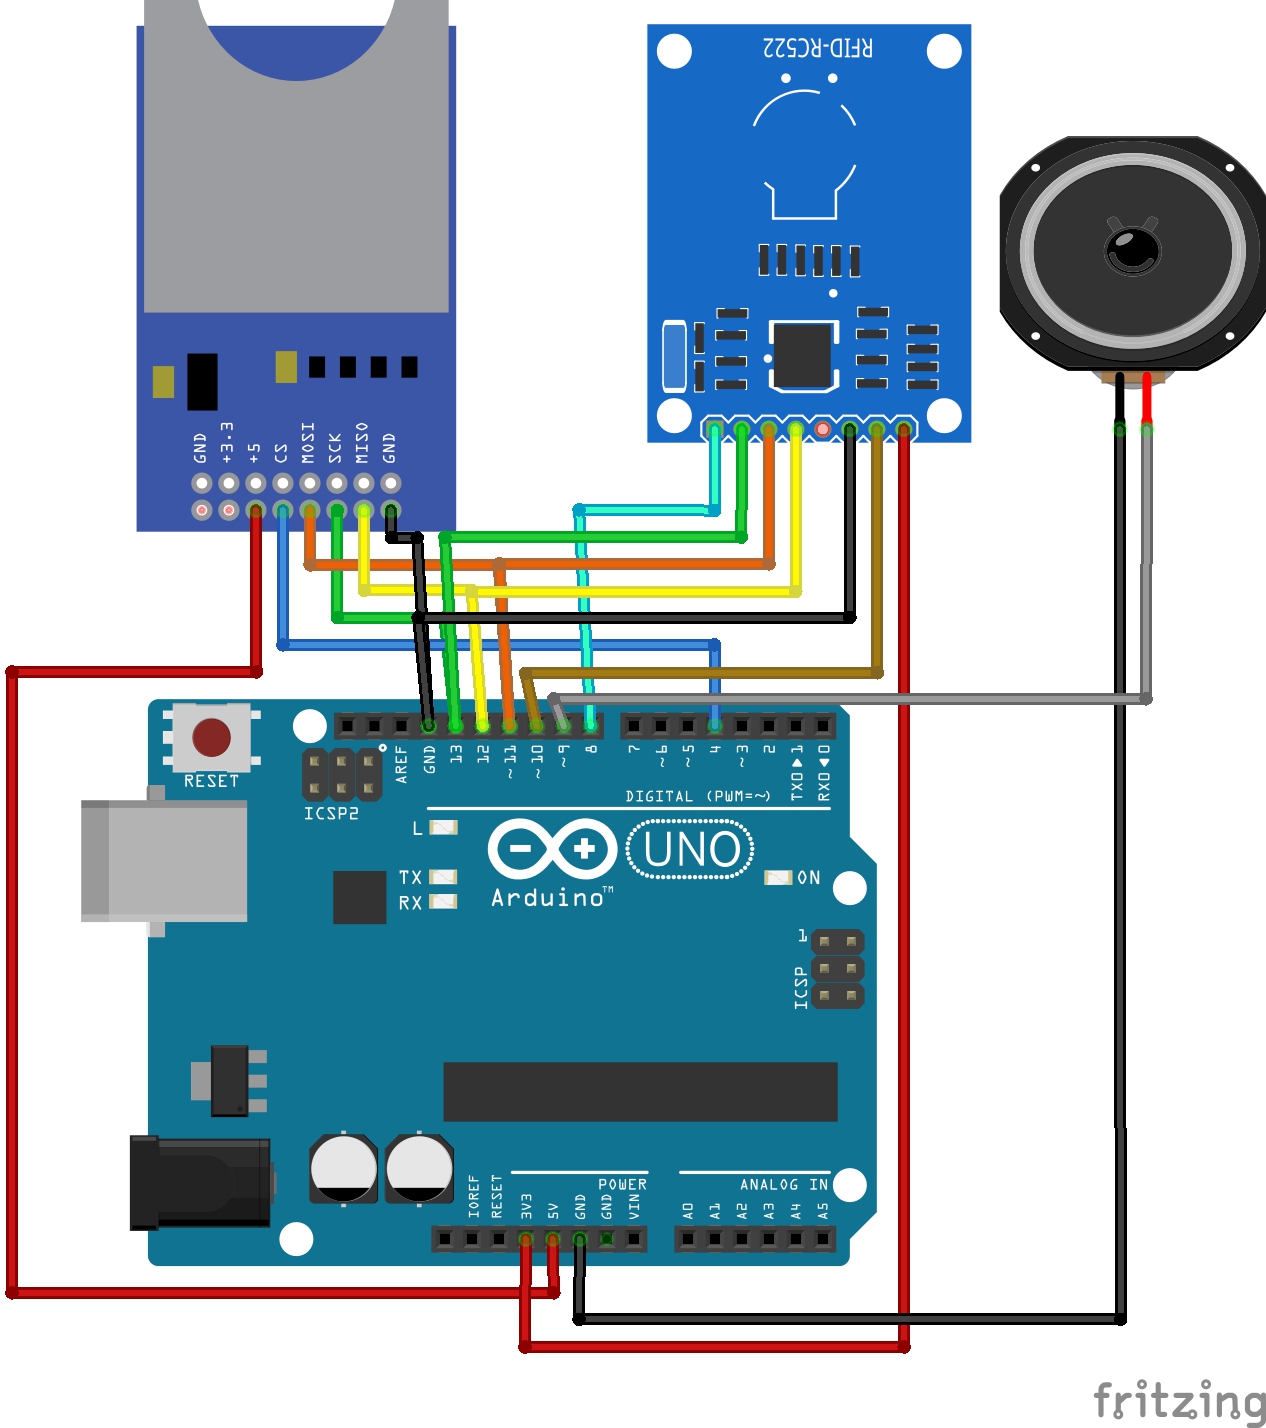 RFID-RC522
GND
+3.3
+5
CS
MOSI
SCK
MISO
GND
RESET
ICSP2
AREF
GND
13
12
~11
~10
~9
8
7
~6
~5
4
~3
2
TX0 ▶ 1
RX0 ◀ 0
DIGITAL (PWM=~)
L
TX
RX
Arduino™
UNO
ON
1
ICSP
IOREF
RESET
3V3
5V
GND
GND
VIN
POWER
ANALOG IN
A0
A1
A2
A3
A4
A5
fritzing